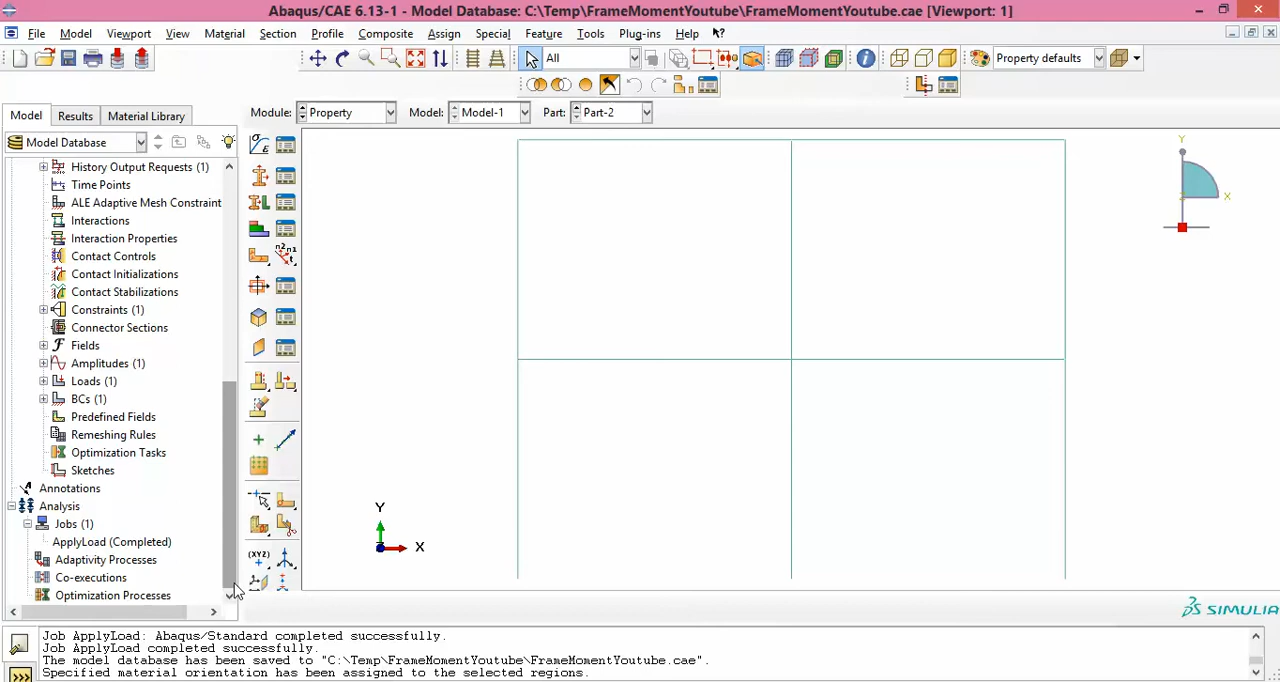 Abaqus/CAE 6.13-1 - Model Database: C:\Temp\FrameMomentYoutube\FrameMomentYoutube.cae [Viewport: 1]
File Model Viewport View Material Section Profile Composite Assign Special Feature Tools Plug-ins Help
All
Property defaults
Model Results Material Library
Module: Property Model: Model-1 Part: Part-2
Model Database
History Output Requests (1)
Time Points
ALE Adaptive Mesh Constraint
Interactions
Interaction Properties
Contact Controls
Contact Initializations
Contact Stabilizations
Constraints (1)
Connector Sections
Fields
Amplitudes (1)
Loads (1)
BCs (1)
Predefined Fields
Remeshing Rules
Optimization Tasks
Sketches
Annotations
Analysis
Jobs (1)
ApplyLoad (Completed)
Adaptivity Processes
Co-executions
Optimization Processes
n2 n1
t
(XYZ)
Y
X
Y
X
Z
SIMULIA
Job ApplyLoad: Abaqus/Standard completed successfully.
Job ApplyLoad completed successfully.
The model database has been saved to "C:\Temp\FrameMomentYoutube\FrameMomentYoutube.cae".
Specified material orientation has been assigned to the selected regions.
>>>